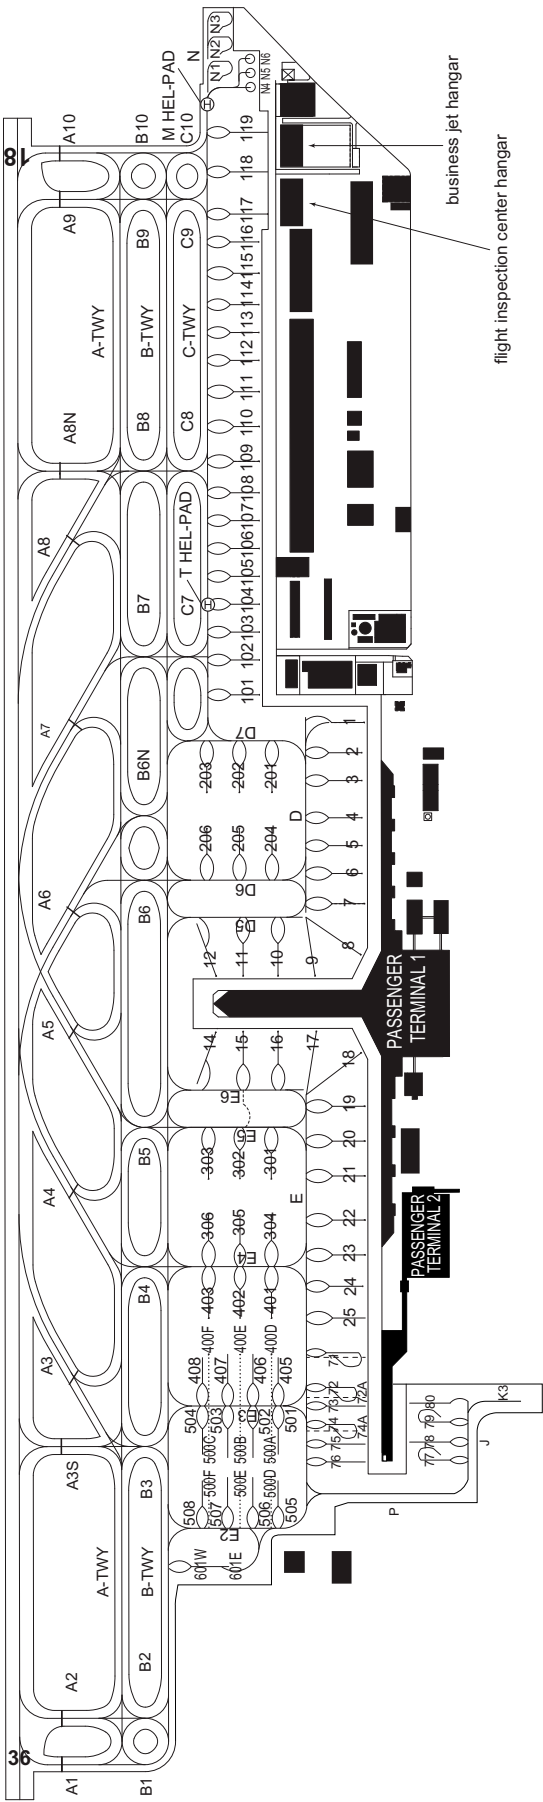 18
A10
B10
M HEL-PAD
C10
N
N1
N2
N3
N4
N5
N6
119
118
117
116
115
114
113
112
111
110
109
108
107
106
105
104
103
102
101
A9
B9
C9
A-TWY
B-TWY
C-TWY
A8N
B8
C8
business jet hangar
flight inspection center hangar
A8
B7
C7
T HEL-PAD
A7
B6N
D7
203
202
201
1
2
3
4
5
6
7
8
9
10
11
12
206
205
204
D
A6
B6
D6
D5
PASSENGER
TERMINAL 1
A5
14
15
16
17
18
19
20
21
22
23
24
25
E6
E5
303
302
301
E
B5
306
305
304
A4
E4
403
402
401
B4
PASSENGER
TERMINAL 2
400F
400E
400D
408
407
406
405
A3
71
72
72A
73
74
74A
75
76
77
78
79
80
K3
J
P
504
503
502
501
E3
500C
500B
500A
500F
500E
500D
508
507
506
505
E2
601W
601E
A3S
B3
A-TWY
B-TWY
A2
B2
36
A1
B1